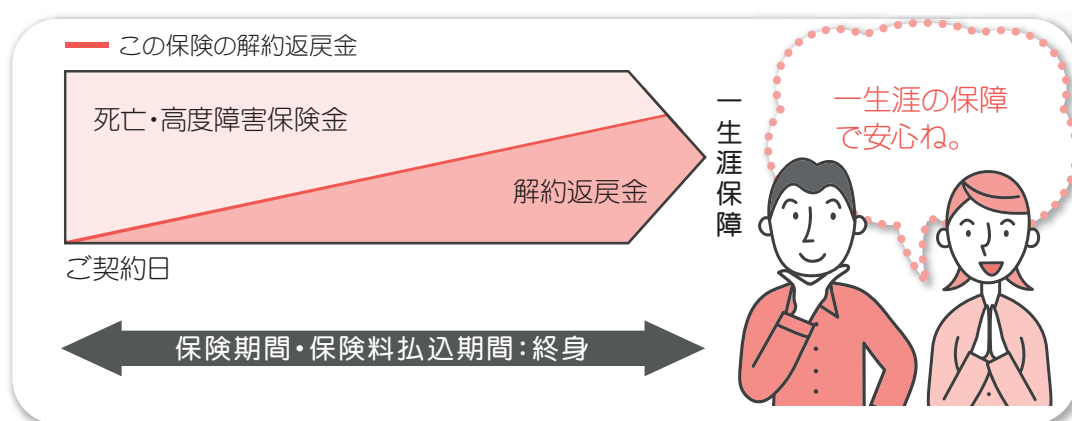 この保険の解約返戻金
死亡・高度障害保険金
解約返戻金
ご契約日
保険期間・保険料払込期間：終身
一生涯保障
一生涯の保障
で安心ね。